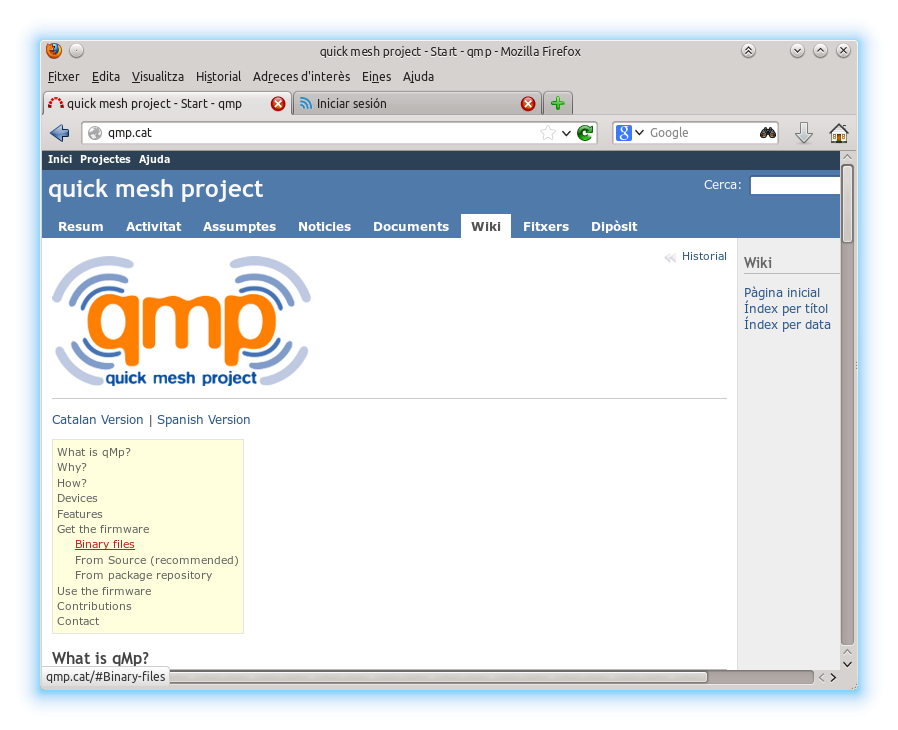 quick mesh project - Start - qmp - Mozilla Firefox
Fitxer Edita Visualitza Historial Adreces d'interès Eines Ajuda
quick mesh project - Start - qmp Iniciar sesión
qmp.cat Google
Inici Projectes Ajuda
quick mesh project Cerca:
Resum Activitat Assumptes Noticies Documents Wiki Fitxers Dipòsit
Historial
qmp
quick mesh project
Wiki
Pàgina inicial
Índex per títol
Índex per data
Catalan Version | Spanish Version
What is qMp?
Why?
How?
Devices
Features
Get the firmware
Binary files
From Source (recommended)
From package repository
Use the firmware
Contributions
Contact
What is qMp?
qmp.cat/#Binary-files